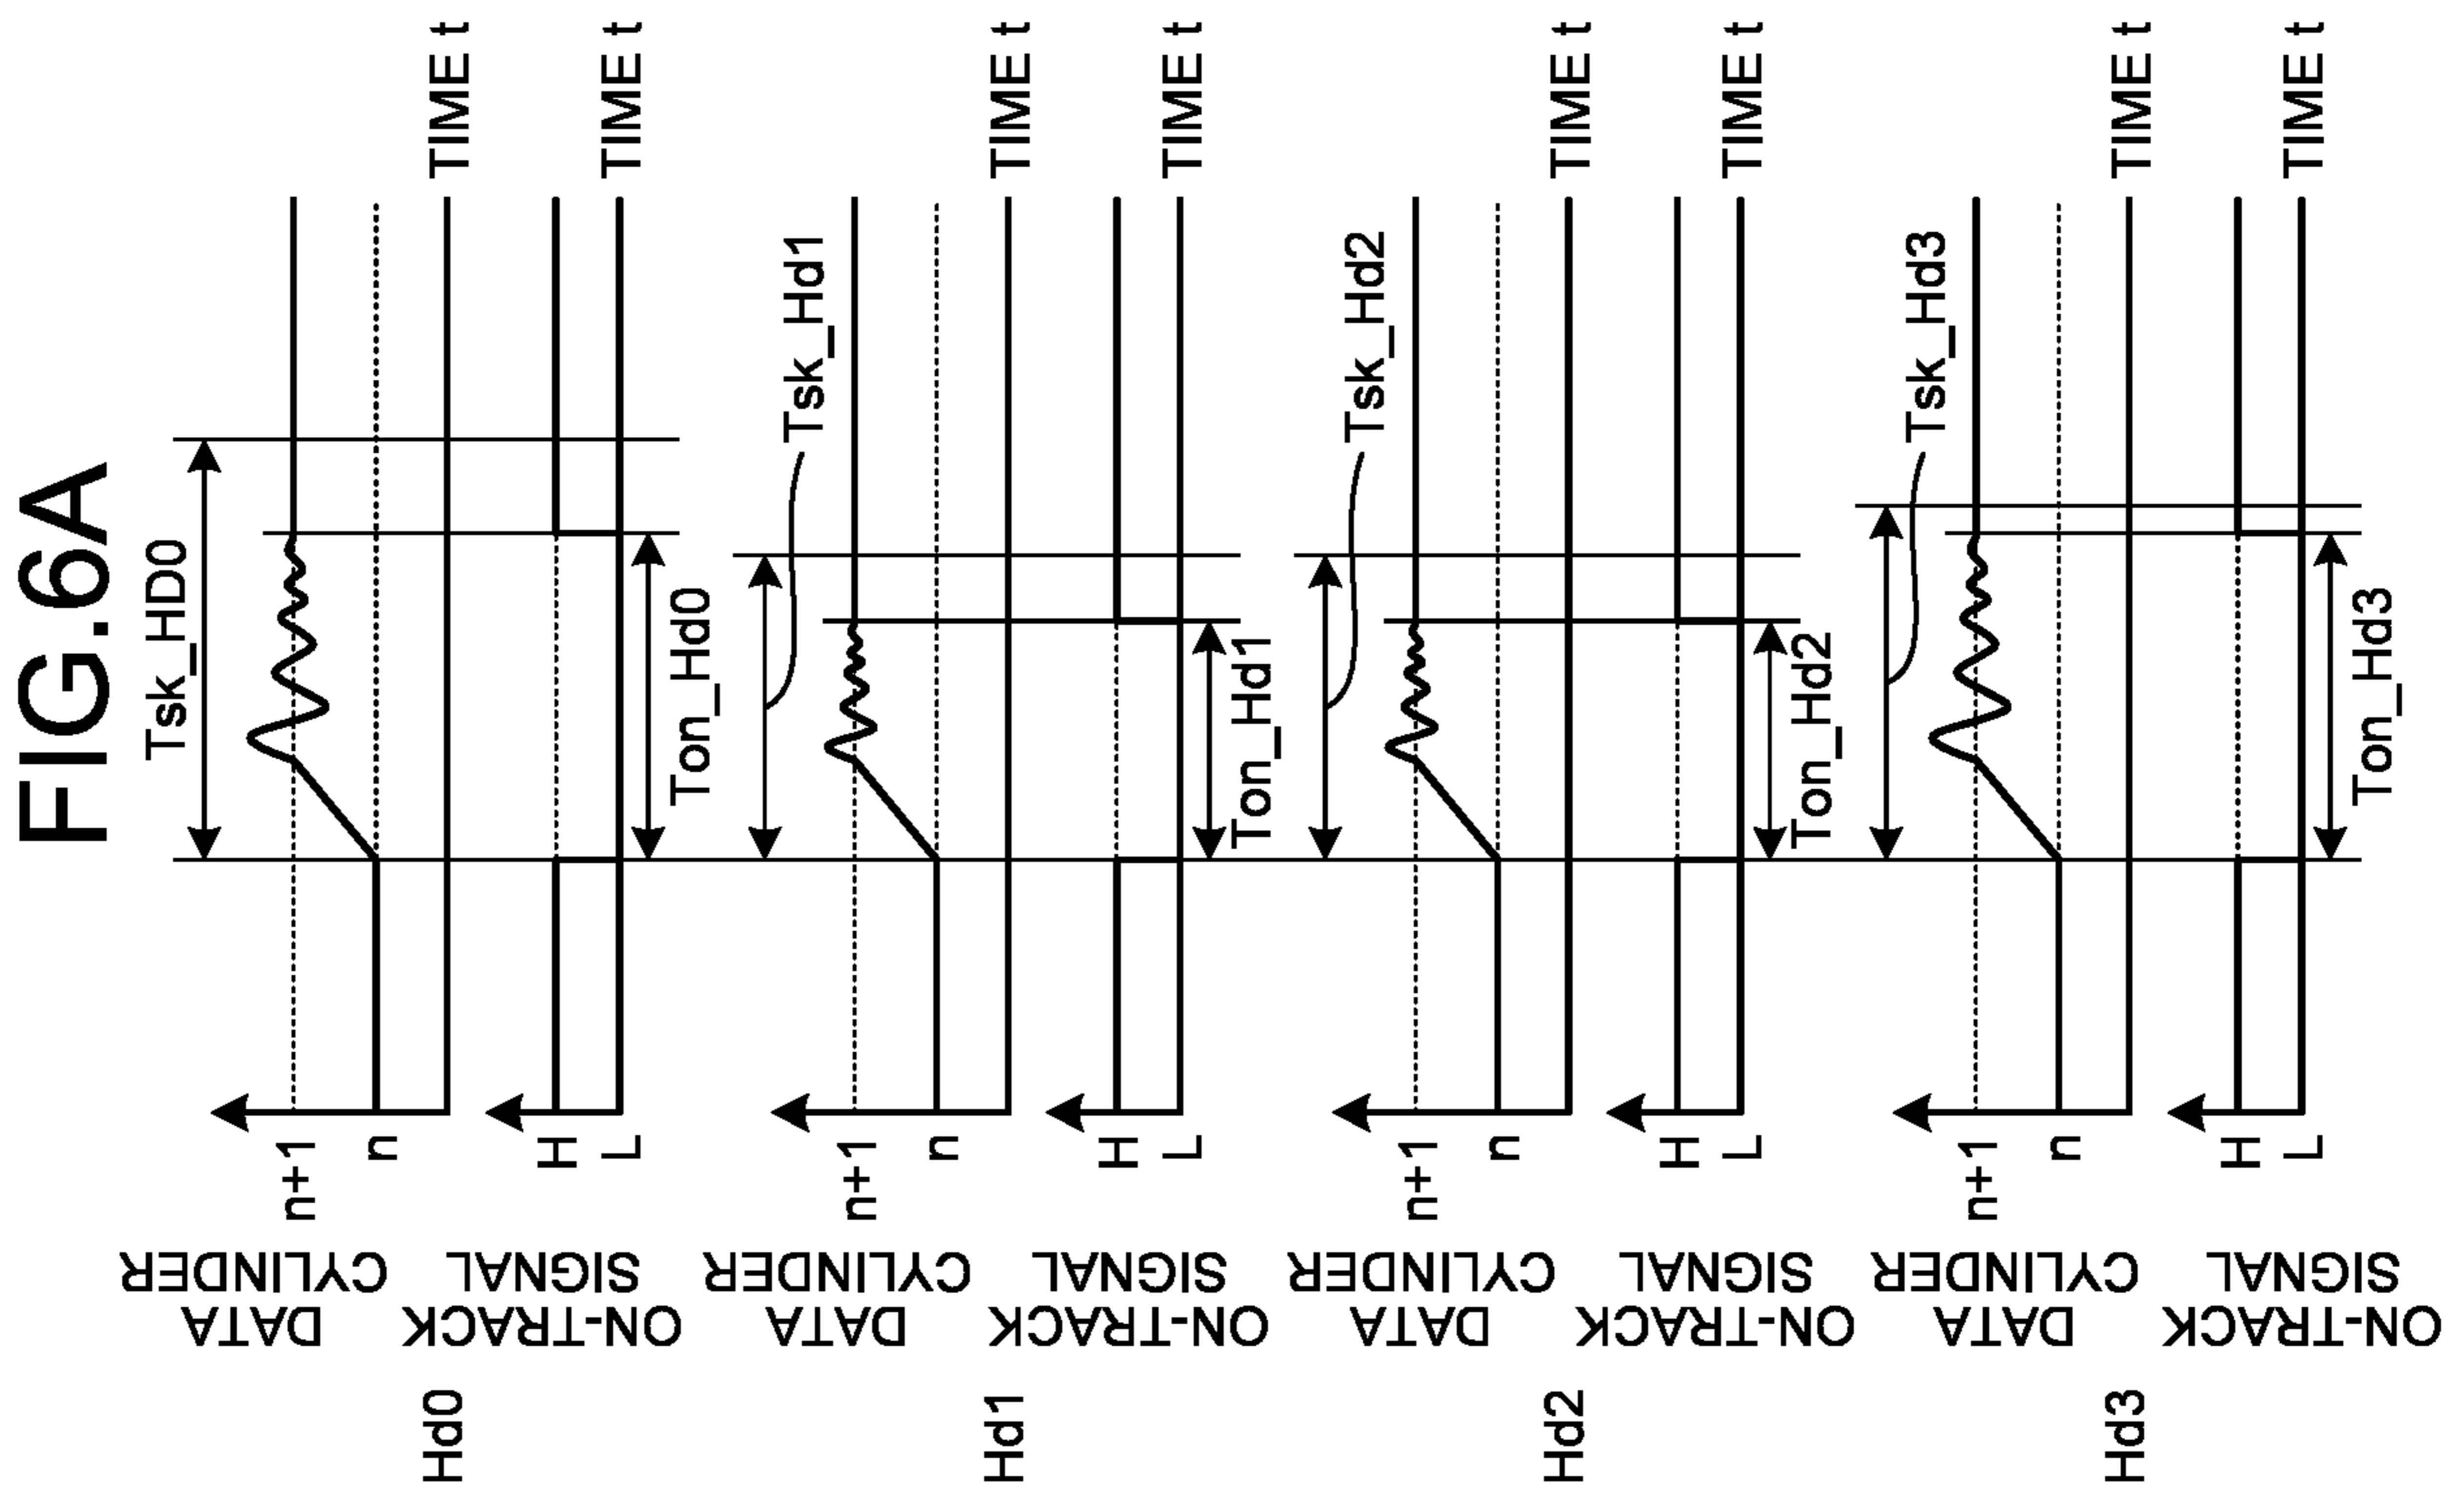 FIG.6A
Hd0
DATA
CYLINDER
n+1
n
TIME t
Tsk_HD0
ON-TRACK
SIGNAL
H
L
TIME t
Ton_Hd0
Hd1
DATA
CYLINDER
n+1
n
TIME t
Tsk_Hd1
ON-TRACK
SIGNAL
H
L
TIME t
Ton_Hd1
Hd2
DATA
CYLINDER
n+1
n
TIME t
Tsk_Hd2
ON-TRACK
SIGNAL
H
L
TIME t
Ton_Hd2
Hd3
DATA
CYLINDER
n+1
n
TIME t
Tsk_Hd3
ON-TRACK
SIGNAL
H
L
TIME t
Ton_Hd3